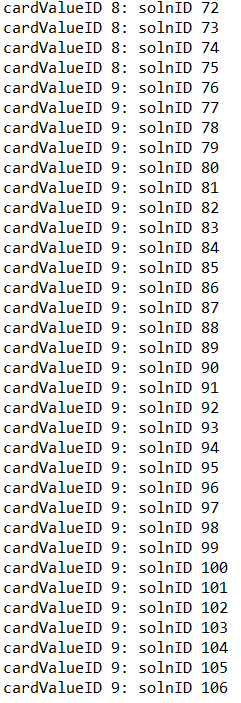 cardValueID 8: solnID 72
cardValueID 8: solnID 73
cardValueID 8: solnID 74
cardValueID 8: solnID 75
cardValueID 9: solnID 76
cardValueID 9: solnID 77
cardValueID 9: solnID 78
cardValueID 9: solnID 79
cardValueID 9: solnID 80
cardValueID 9: solnID 81
cardValueID 9: solnID 82
cardValueID 9: solnID 83
cardValueID 9: solnID 84
cardValueID 9: solnID 85
cardValueID 9: solnID 86
cardValueID 9: solnID 87
cardValueID 9: solnID 88
cardValueID 9: solnID 89
cardValueID 9: solnID 90
cardValueID 9: solnID 91
cardValueID 9: solnID 92
cardValueID 9: solnID 93
cardValueID 9: solnID 94
cardValueID 9: solnID 95
cardValueID 9: solnID 96
cardValueID 9: solnID 97
cardValueID 9: solnID 98
cardValueID 9: solnID 99
cardValueID 9: solnID 100
cardValueID 9: solnID 101
cardValueID 9: solnID 102
cardValueID 9: solnID 103
cardValueID 9: solnID 104
cardValueID 9: solnID 105
cardValueID 9: solnID 106